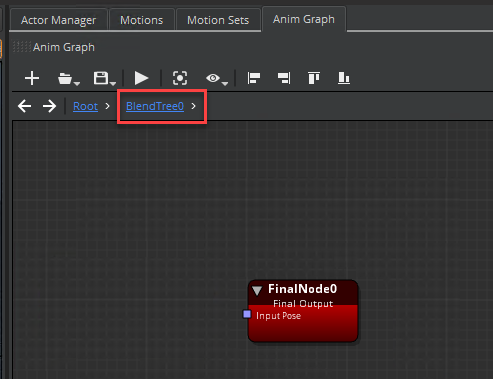 Actor Manager Motions Motion Sets Anim Graph
Anim Graph
Root > BlendTree0 >
FinalNode0
Final Output
Input Pose